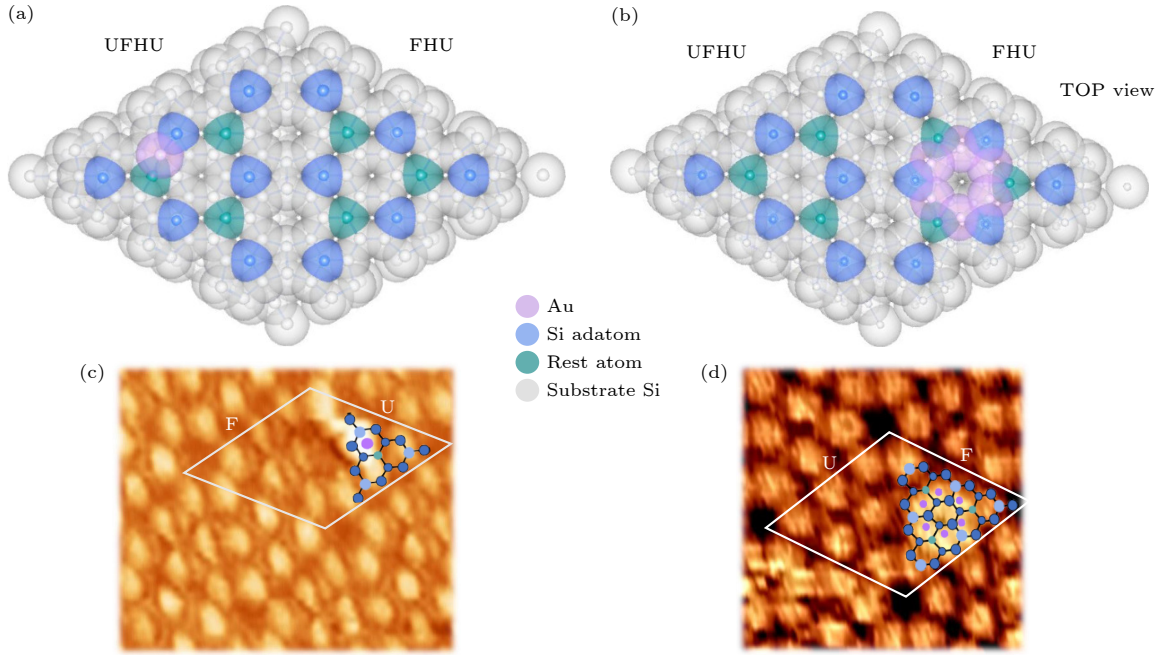 (a)
UFHU
FHU
(b)
UFHU
FHU
TOP view
Au
Si adatom
Rest atom
Substrate Si
(c)
F
U
(d)
U
F